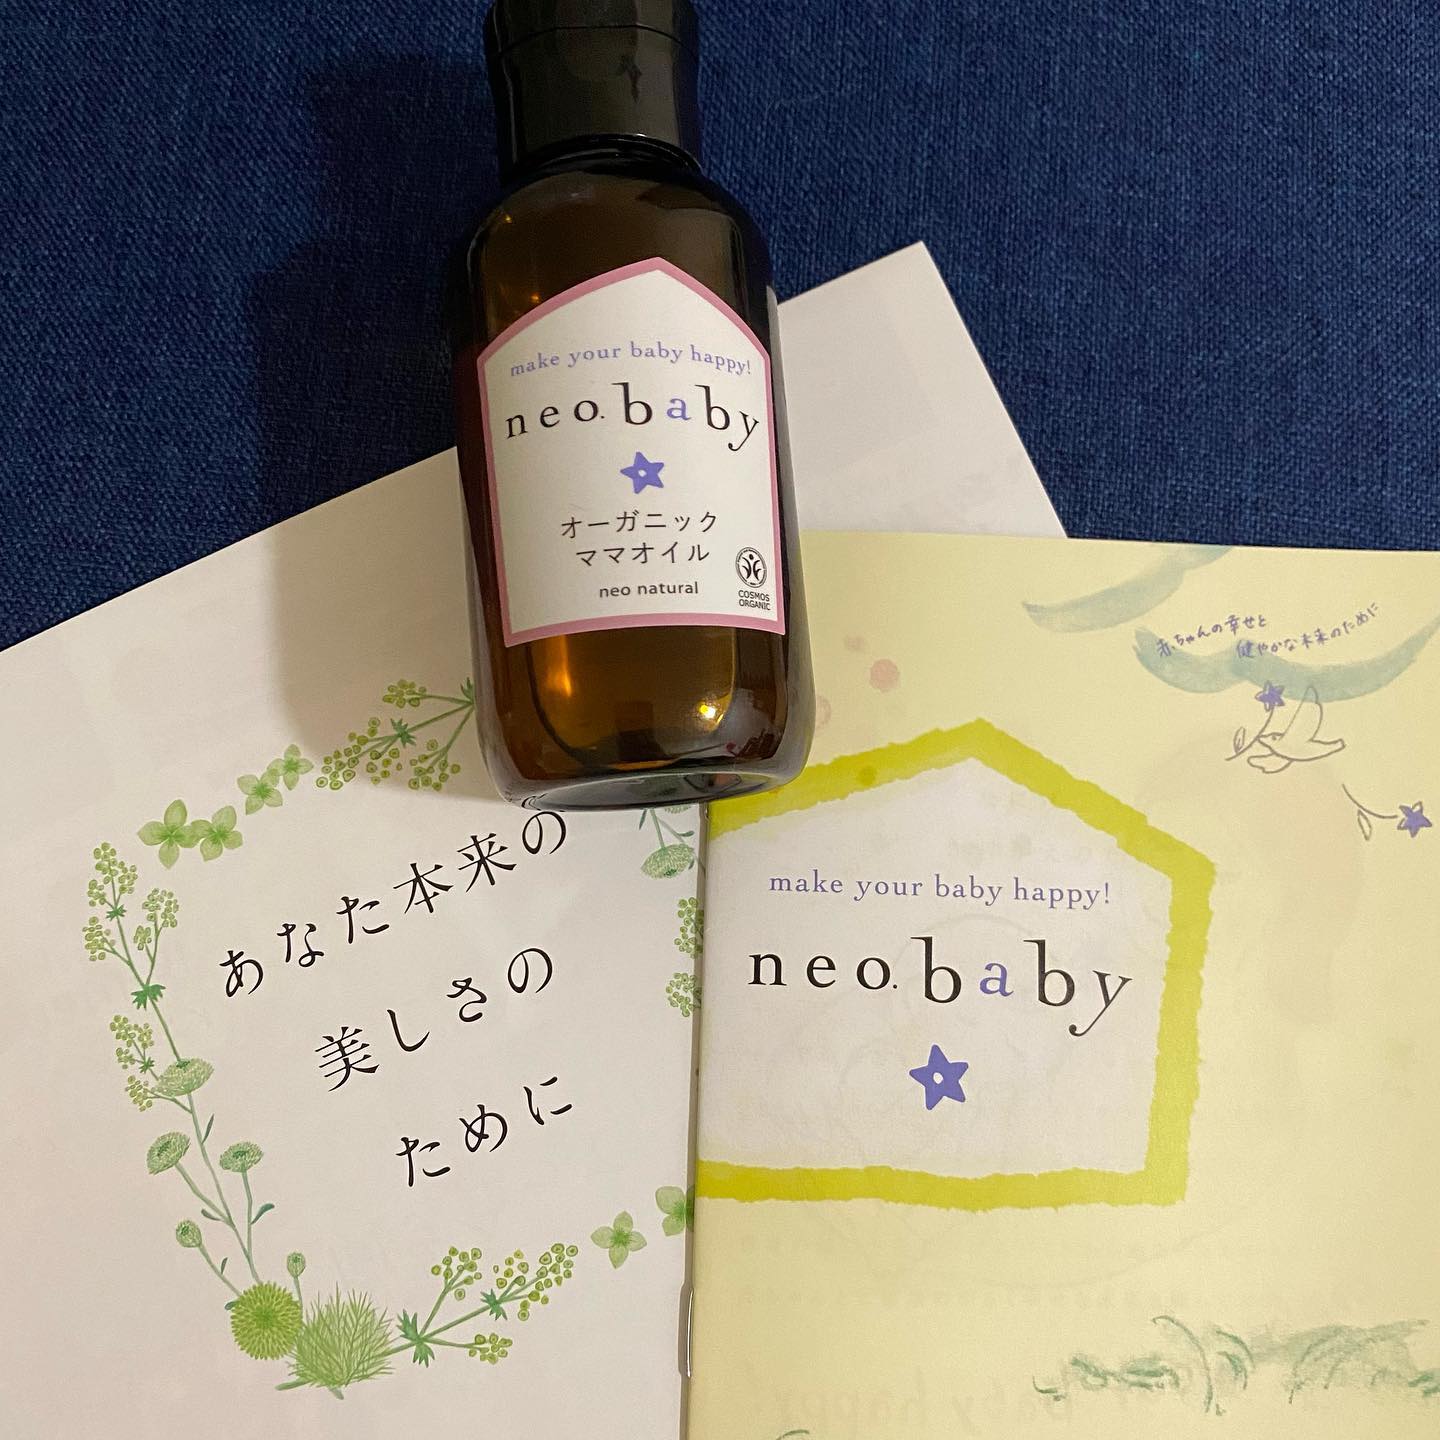 make your baby happy!
neo.baby
オーガニック
ママオイル
neo natural
COSMOS
ORGANIC
あなた本来の
美しさの
ために
赤ちゃんの幸せと
健やかな未来のために
make your baby happy!
neo.baby